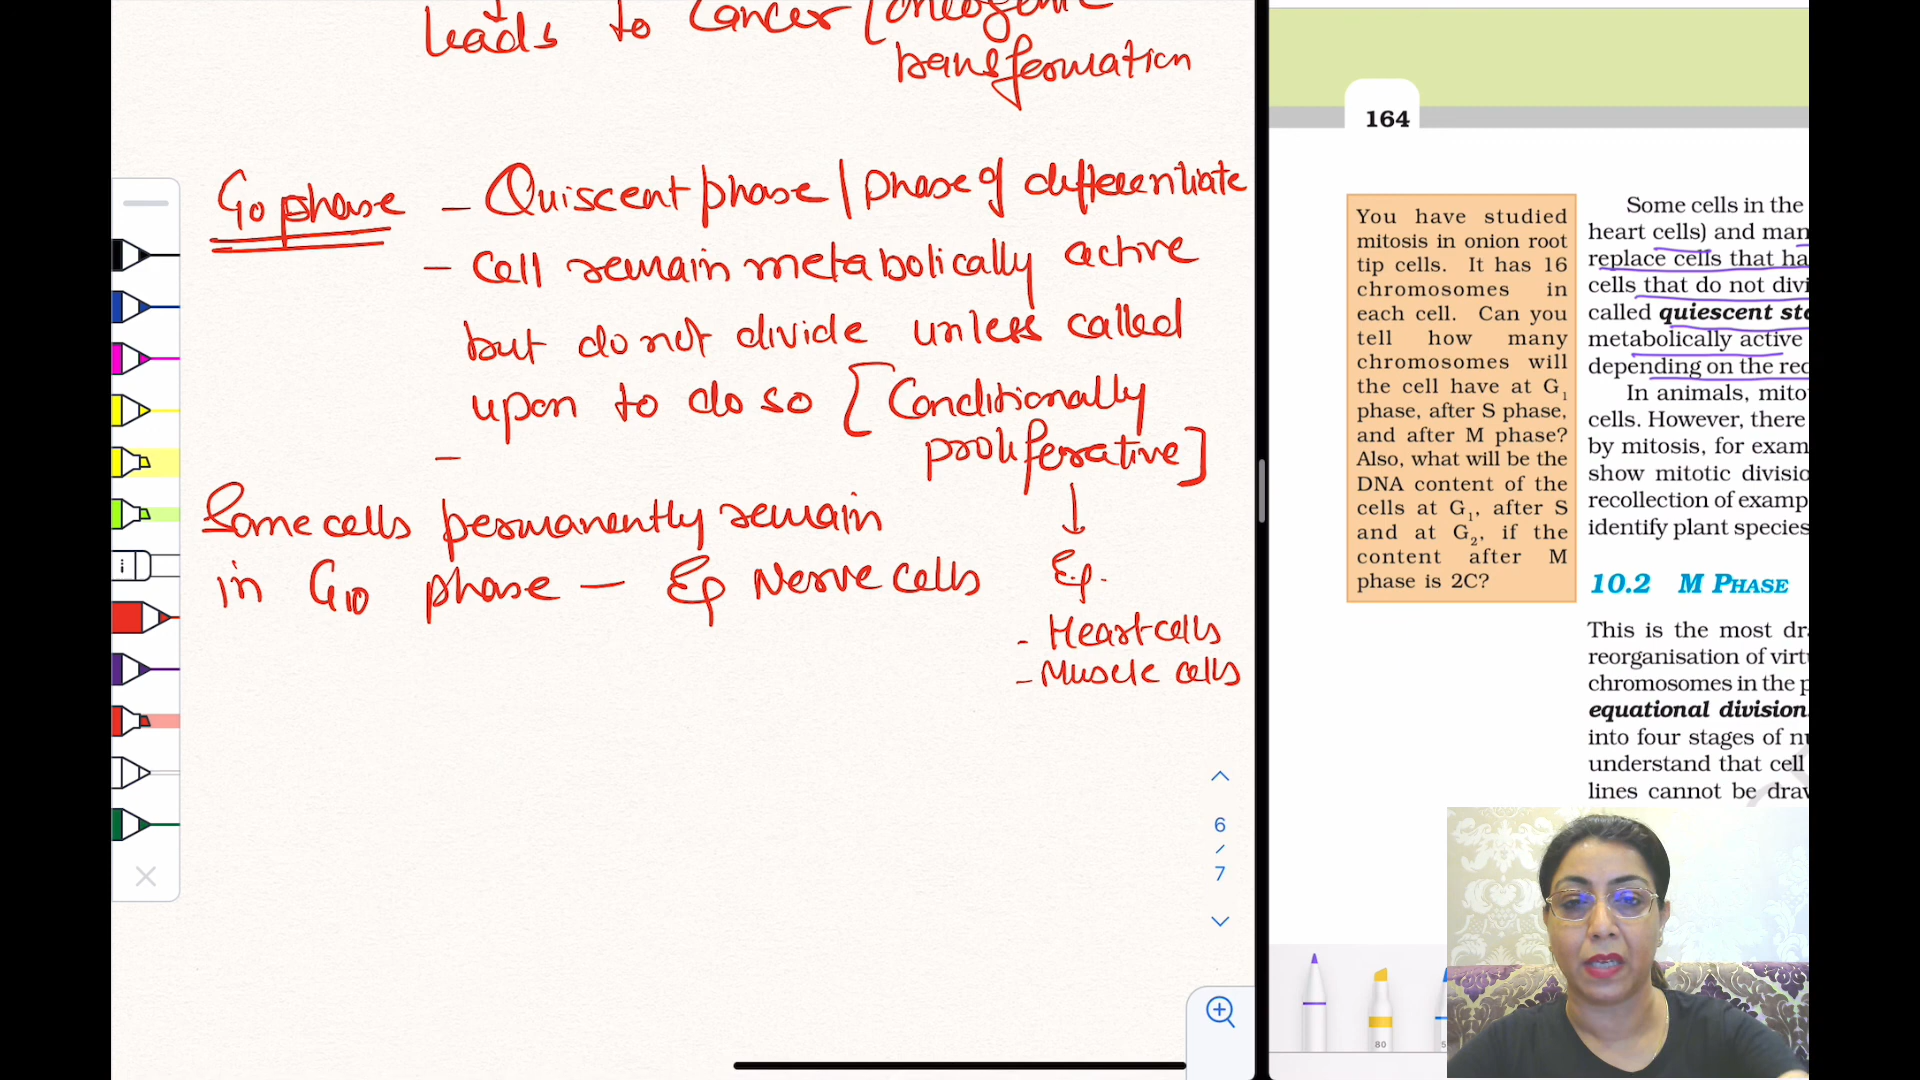 leads to Cancer [oncogenic
transformation
G0 phase - Quiscent phase / Phase of differentiate
- Cell remain metabolically active
but do not divide unless called
upon to do so [Conditionally
proliferative]
-
Some cells permanently remain
in G0 phase - Eg Nerve cells
Eg.
- Heart cells
- Muscle cells
6
/
7
164
You have studied
mitosis in onion root
tip cells. It has 16
chromosomes in
each cell. Can you
tell how many
chromosomes will
the cell have at G1
phase, after S phase,
and after M phase?
Also, what will be the
DNA content of the
cells at G1, after S
and at G2, if the
content after M
phase is 2C?
Some cells in the
heart cells) and man
replace cells that ha
cells that do not divi
called quiescent sta
metabolically active
depending on the req
In animals, mito
cells. However, there
by mitosis, for exam
show mitotic divisio
recollection of examp
identify plant species
10.2 M PHASE
This is the most dra
reorganisation of virtu
chromosomes in the p
equational division.
into four stages of nu
understand that cell
lines cannot be draw
80
5